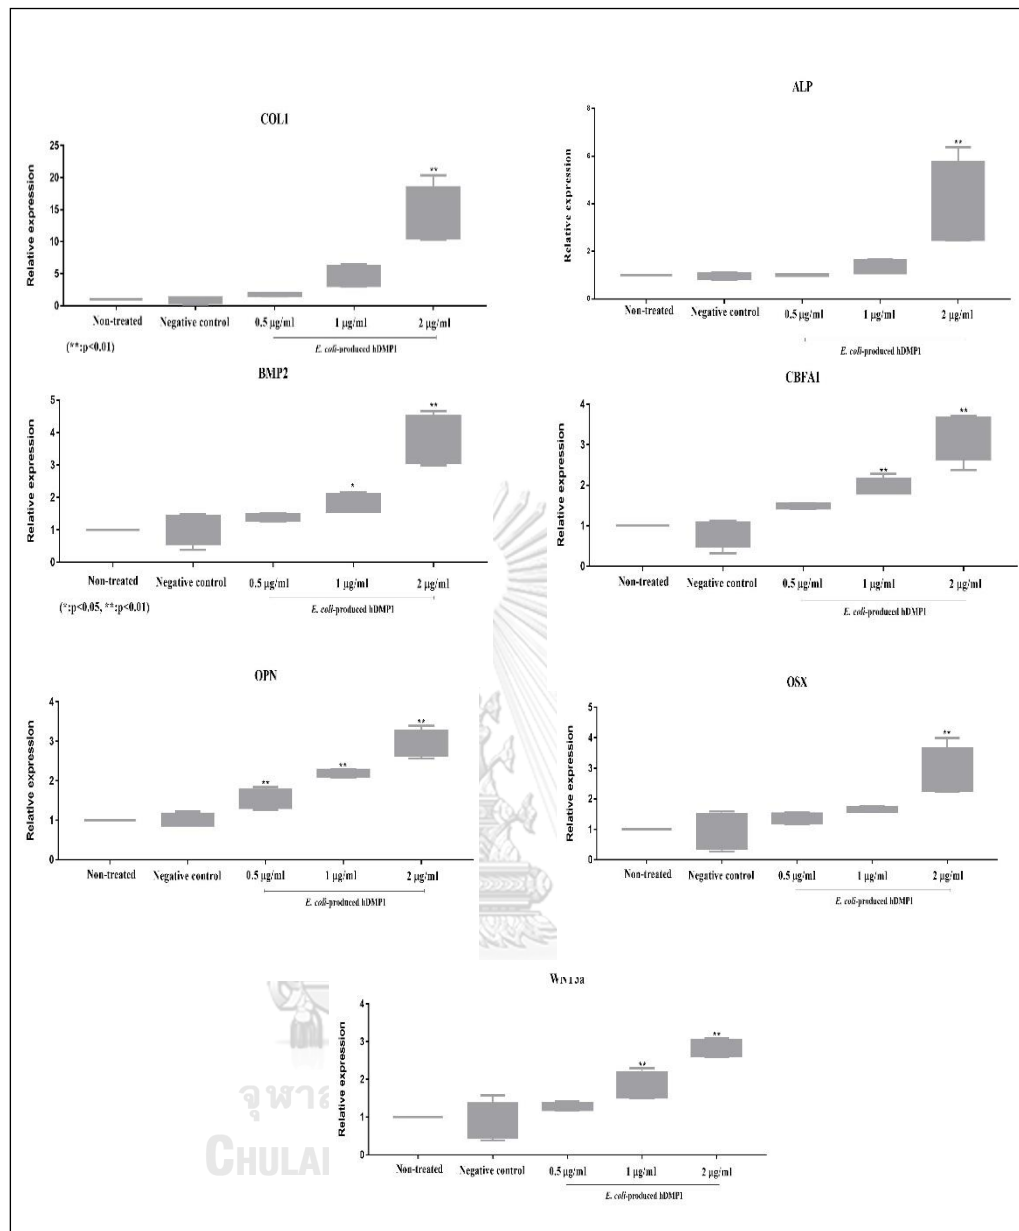 COL1
Relative expression
25
20
15
10
5
0
**
Non-treated Negative control 0.5 µg/ml 1 µg/ml 2 µg/ml
E. coli-produced hDMP1
(**:p<0.01)
ALP
Relative expression
8
6
4
2
0
**
Non-treated Negative control 0.5 µg/ml 1 µg/ml 2 µg/ml
E. coli-produced hDMP1
BMP2
Relative expression
5
4
3
2
1
0
* **
Non-treated Negative control 0.5 µg/ml 1 µg/ml 2 µg/ml
E. coli-produced hDMP1
(*:p<0.05, **:p<0.01)
CBFA1
Relative expression
4
3
2
1
0
** **
Non-treated Negative control 0.5 µg/ml 1 µg/ml 2 µg/ml
E. coli-produced hDMP1
OPN
Relative expression
4
3
2
1
0
** ** **
Non-treated Negative control 0.5 µg/ml 1 µg/ml 2 µg/ml
E. coli-produced hDMP1
OSX
Relative expression
5
4
3
2
1
0
**
Non-treated Negative control 0.5 µg/ml 1 µg/ml 2 µg/ml
E. coli-produced hDMP1
WNT3a
Relative expression
4
3
2
1
0
** **
Non-treated Negative control 0.5 µg/ml 1 µg/ml 2 µg/ml
E. coli-produced hDMP1
จุฬาล
CHULA